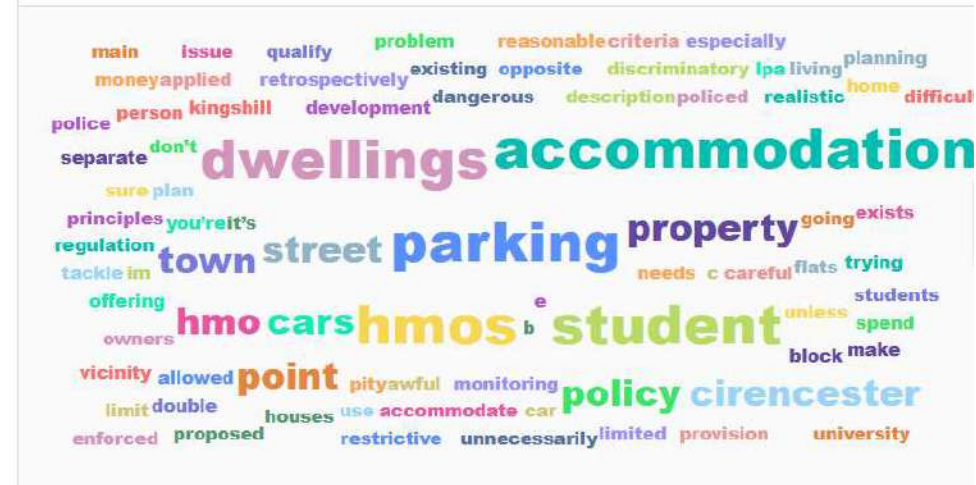 main issue qualify problem reasonable criteria especially
money applied retrospectively existing opposite discriminatory lpa living planning
police person kingshill development dangerous description policed realistic home difficul
separate don't dwellings accommodation
sure plan
principles you're it's town street parking property going exists
regulation
tackle im needs c careful flats trying
offering hmo cars hmos e b student unless students
owners spend
block make
vicinity allowed point pity awful monitoring policy cirencester
limit double houses use accommodate car
enforced proposed restrictive unnecessarily limited provision university